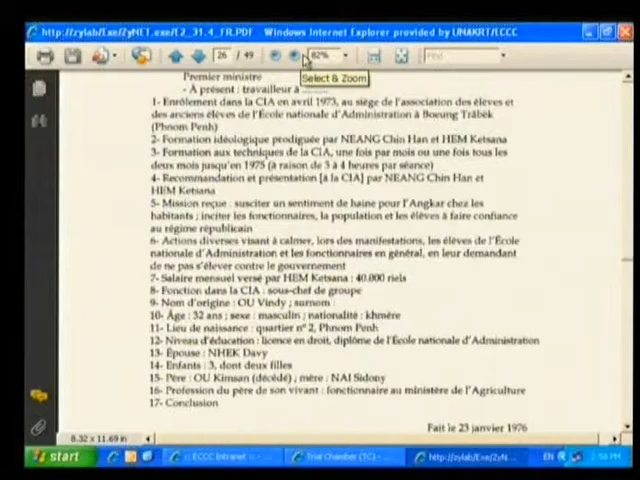 http://zylab/Exe/ZyNET.exe/E2_31.4_FR.PDF - Windows Internet Explorer provided by UNAKRT/ECCC
26 / 49 82% Find
Select & Zoom
Premier ministre
- À présent : travailleur à ........
1- Enrôlement dans la CIA en avril 1973, au siège de l'association des élèves et
des anciens élèves de l'École nationale d'Administration à Boeung Trâbèk
(Phnom Penh)
2- Formation idéologique prodiguée par NEANG Chin Han et HEM Ketsana
3- Formation aux techniques de la CIA, une fois par mois ou une fois tous les
deux mois jusqu'en 1975 (à raison de 3 à 4 heures par séance)
4- Recommandation et présentation [à la CIA] par NEANG Chin Han et
HEM Ketsana
5- Mission reçue : susciter un sentiment de haine pour l'Angkar chez les
habitants ; inciter les fonctionnaires, la population et les élèves à faire confiance
au régime républicain
6- Actions diverses visant à calmer, lors des manifestations, les élèves de l'École
nationale d'Administration et les fonctionnaires en général, en leur demandant
de ne pas s'élever contre le gouvernement
7- Salaire mensuel versé par HEM Ketsana : 40.000 riels
8- Fonction dans la CIA : sous-chef de groupe
9- Nom d'origine : OU Vindy ; surnom :
10- Âge : 32 ans ; sexe : masculin ; nationalité : khmère
11- Lieu de naissance : quartier n° 2, Phnom Penh
12- Niveau d'éducation : licence en droit, diplôme de l'École nationale d'Administration
13- Épouse : NHEK Davy
14- Enfants : 3, dont deux filles
15- Père : OU Kimsan (décédé) ; mère : NAI Sidony
16- Profession du père de son vivant : fonctionnaire au ministère de l'Agriculture
17- Conclusion
Fait le 23 janvier 1976
8.32 x 11.69 in
start :: ECCC Intranet :: - Trial Chamber (TC) - ... http://zylab/Exe/ZyN... EN 2:58 PM